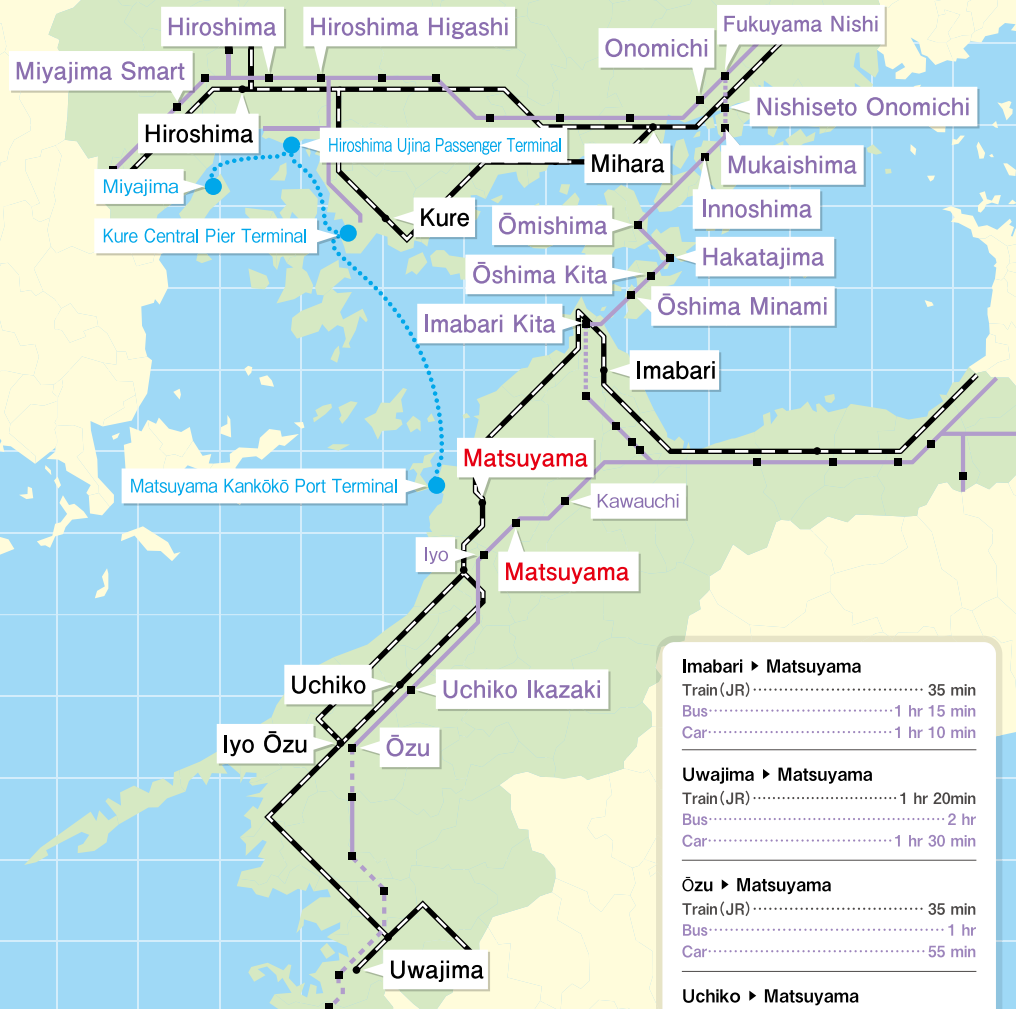 Hiroshima
Hiroshima Higashi
Fukuyama Nishi
Onomichi
Miyajima Smart
Nishiseto Onomichi
Hiroshima
Hiroshima Ujina Passenger Terminal
Mihara
Mukaishima
Miyajima
Innoshima
Kure
Ōmishima
Kure Central Pier Terminal
Hakatajima
Ōshima Kita
Ōshima Minami
Imabari Kita
Imabari
Matsuyama
Matsuyama Kankōkō Port Terminal
Kawauchi
Iyo
Matsuyama
Uchiko
Uchiko Ikazaki
Iyo Ōzu
Ōzu
Uwajima
Imabari ▶ Matsuyama
Train(JR) 35 min
Bus 1 hr 15 min
Car 1 hr 10 min
Uwajima ▶ Matsuyama
Train(JR) 1 hr 20min
Bus 2 hr
Car 1 hr 30 min
Ōzu ▶ Matsuyama
Train(JR) 35 min
Bus 1 hr
Car 55 min
Uchiko ▶ Matsuyama